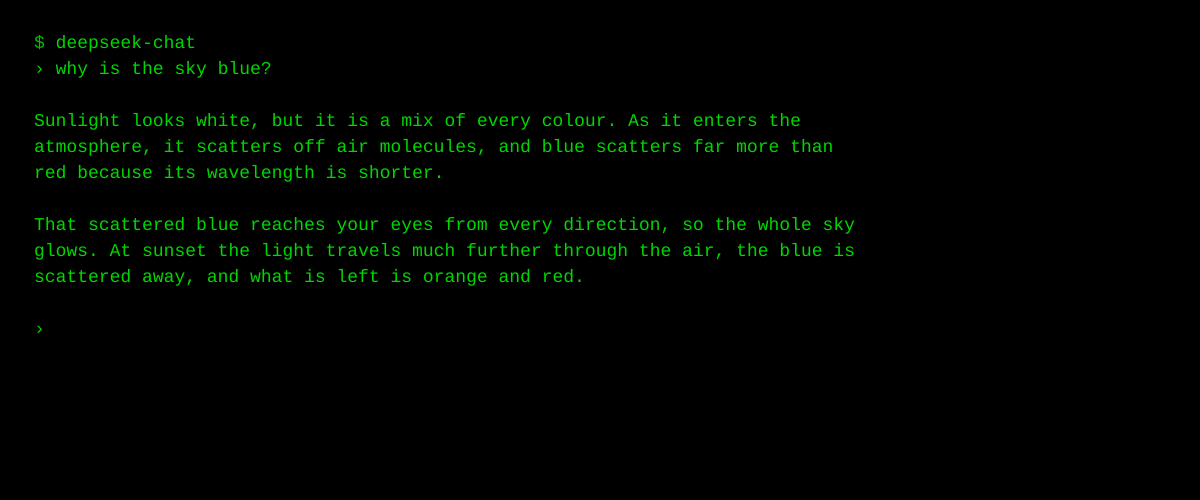 $ deepseek-chat
› why is the sky blue?
Sunlight looks white, but it is a mix of every colour. As it enters the
atmosphere, it scatters off air molecules, and blue scatters far more than
red because its wavelength is shorter.
That scattered blue reaches your eyes from every direction, so the whole sky
glows. At sunset the light travels much further through the air, the blue is
scattered away, and what is left is orange and red.
›